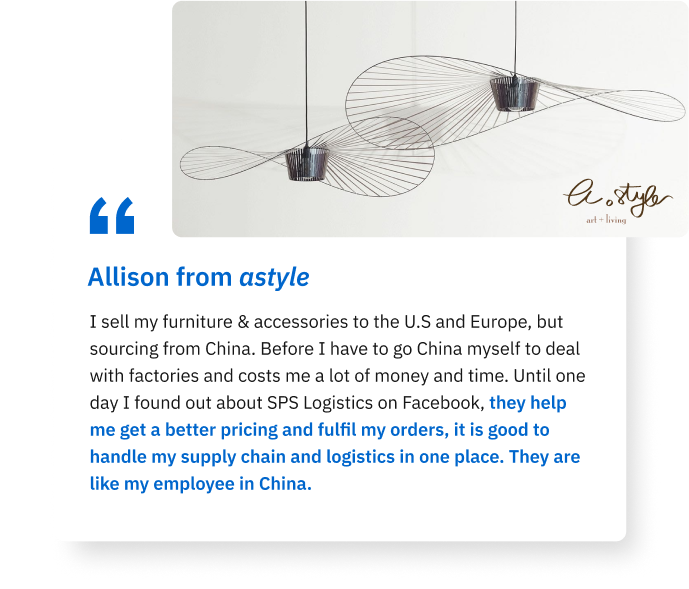 a.style
art + living
“
Allison from astyle
I sell my furniture & accessories to the U.S and Europe, but
sourcing from China. Before I have to go China myself to deal
with factories and costs me a lot of money and time. Until one
day I found out about SPS Logistics on Facebook, they help
me get a better pricing and fulfil my orders, it is good to
handle my supply chain and logistics in one place. They are
like my employee in China.